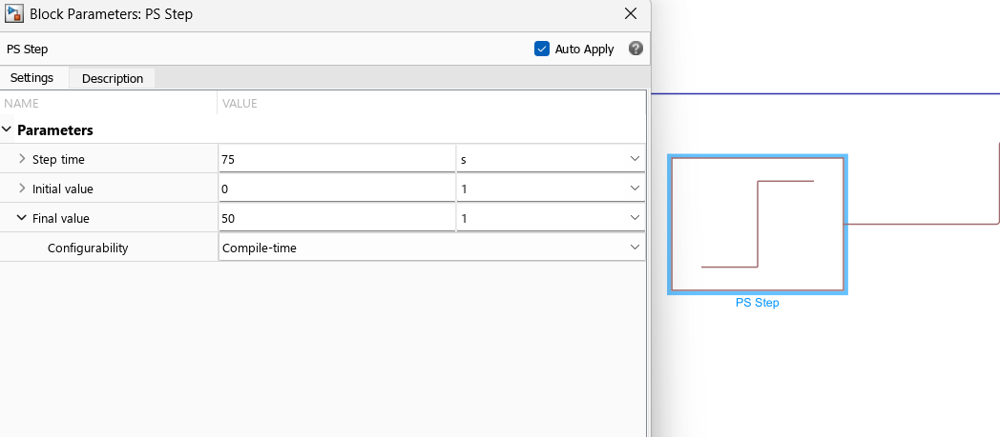 Block Parameters: PS Step
PS Step
Auto Apply
Settings Description
NAME VALUE
Parameters
Step time 75 s
Initial value 0 1
Final value 50 1
Configurability Compile-time
PS Step